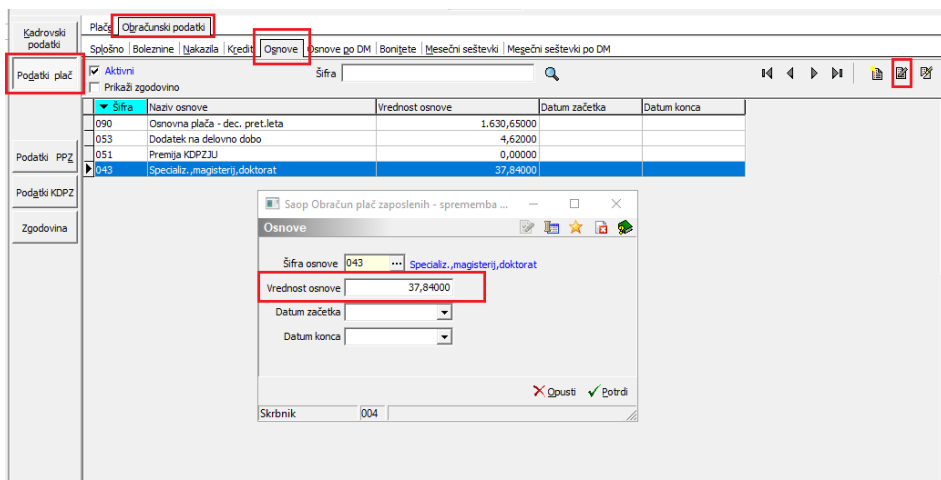 Kadrovski
podatki
Podatki plač
Podatki PPZ
Podatki KDPZ
Zgodovina
Plače Obračunski podatki
Splošno Boleznine Nakazila Kredit Osnove Osnove po DM Bonitete Mesečni seštevki Mesečni seštevki po DM
Aktivni Šifra
Prikaži zgodovino
Šifra Naziv osnove Vrednost osnove Datum začetka Datum konca
090 Osnovna plača - dec. pret.leta 1.630,65000
053 Dodatek na delovno dobo 4,62000
051 Premija KDPZJU 0,00000
043 Specializ.,magisterij,doktorat 37,84000
Saop Obračun plač zaposlenih - sprememba ...
Osnove
Šifra osnove 043 ... Specializ.,magisterij,doktorat
Vrednost osnove 37,84000
Datum začetka
Datum konca
Opusti Potrdi
Skrbnik 004